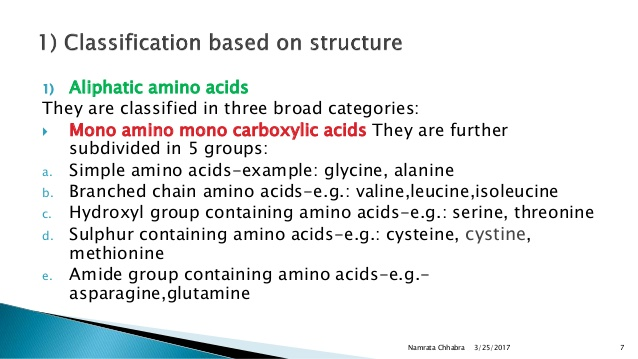 1) Classification based on structure
1) Aliphatic amino acids
They are classified in three broad categories:
Mono amino mono carboxylic acids They are further
subdivided in 5 groups:
a. Simple amino acids-example: glycine, alanine
b. Branched chain amino acids-e.g.: valine,leucine,isoleucine
c. Hydroxyl group containing amino acids-e.g.: serine, threonine
d. Sulphur containing amino acids-e.g.: cysteine, cystine,
methionine
e. Amide group containing amino acids-e.g.-
asparagine,glutamine
Namrata Chhabra 3/25/2017 7